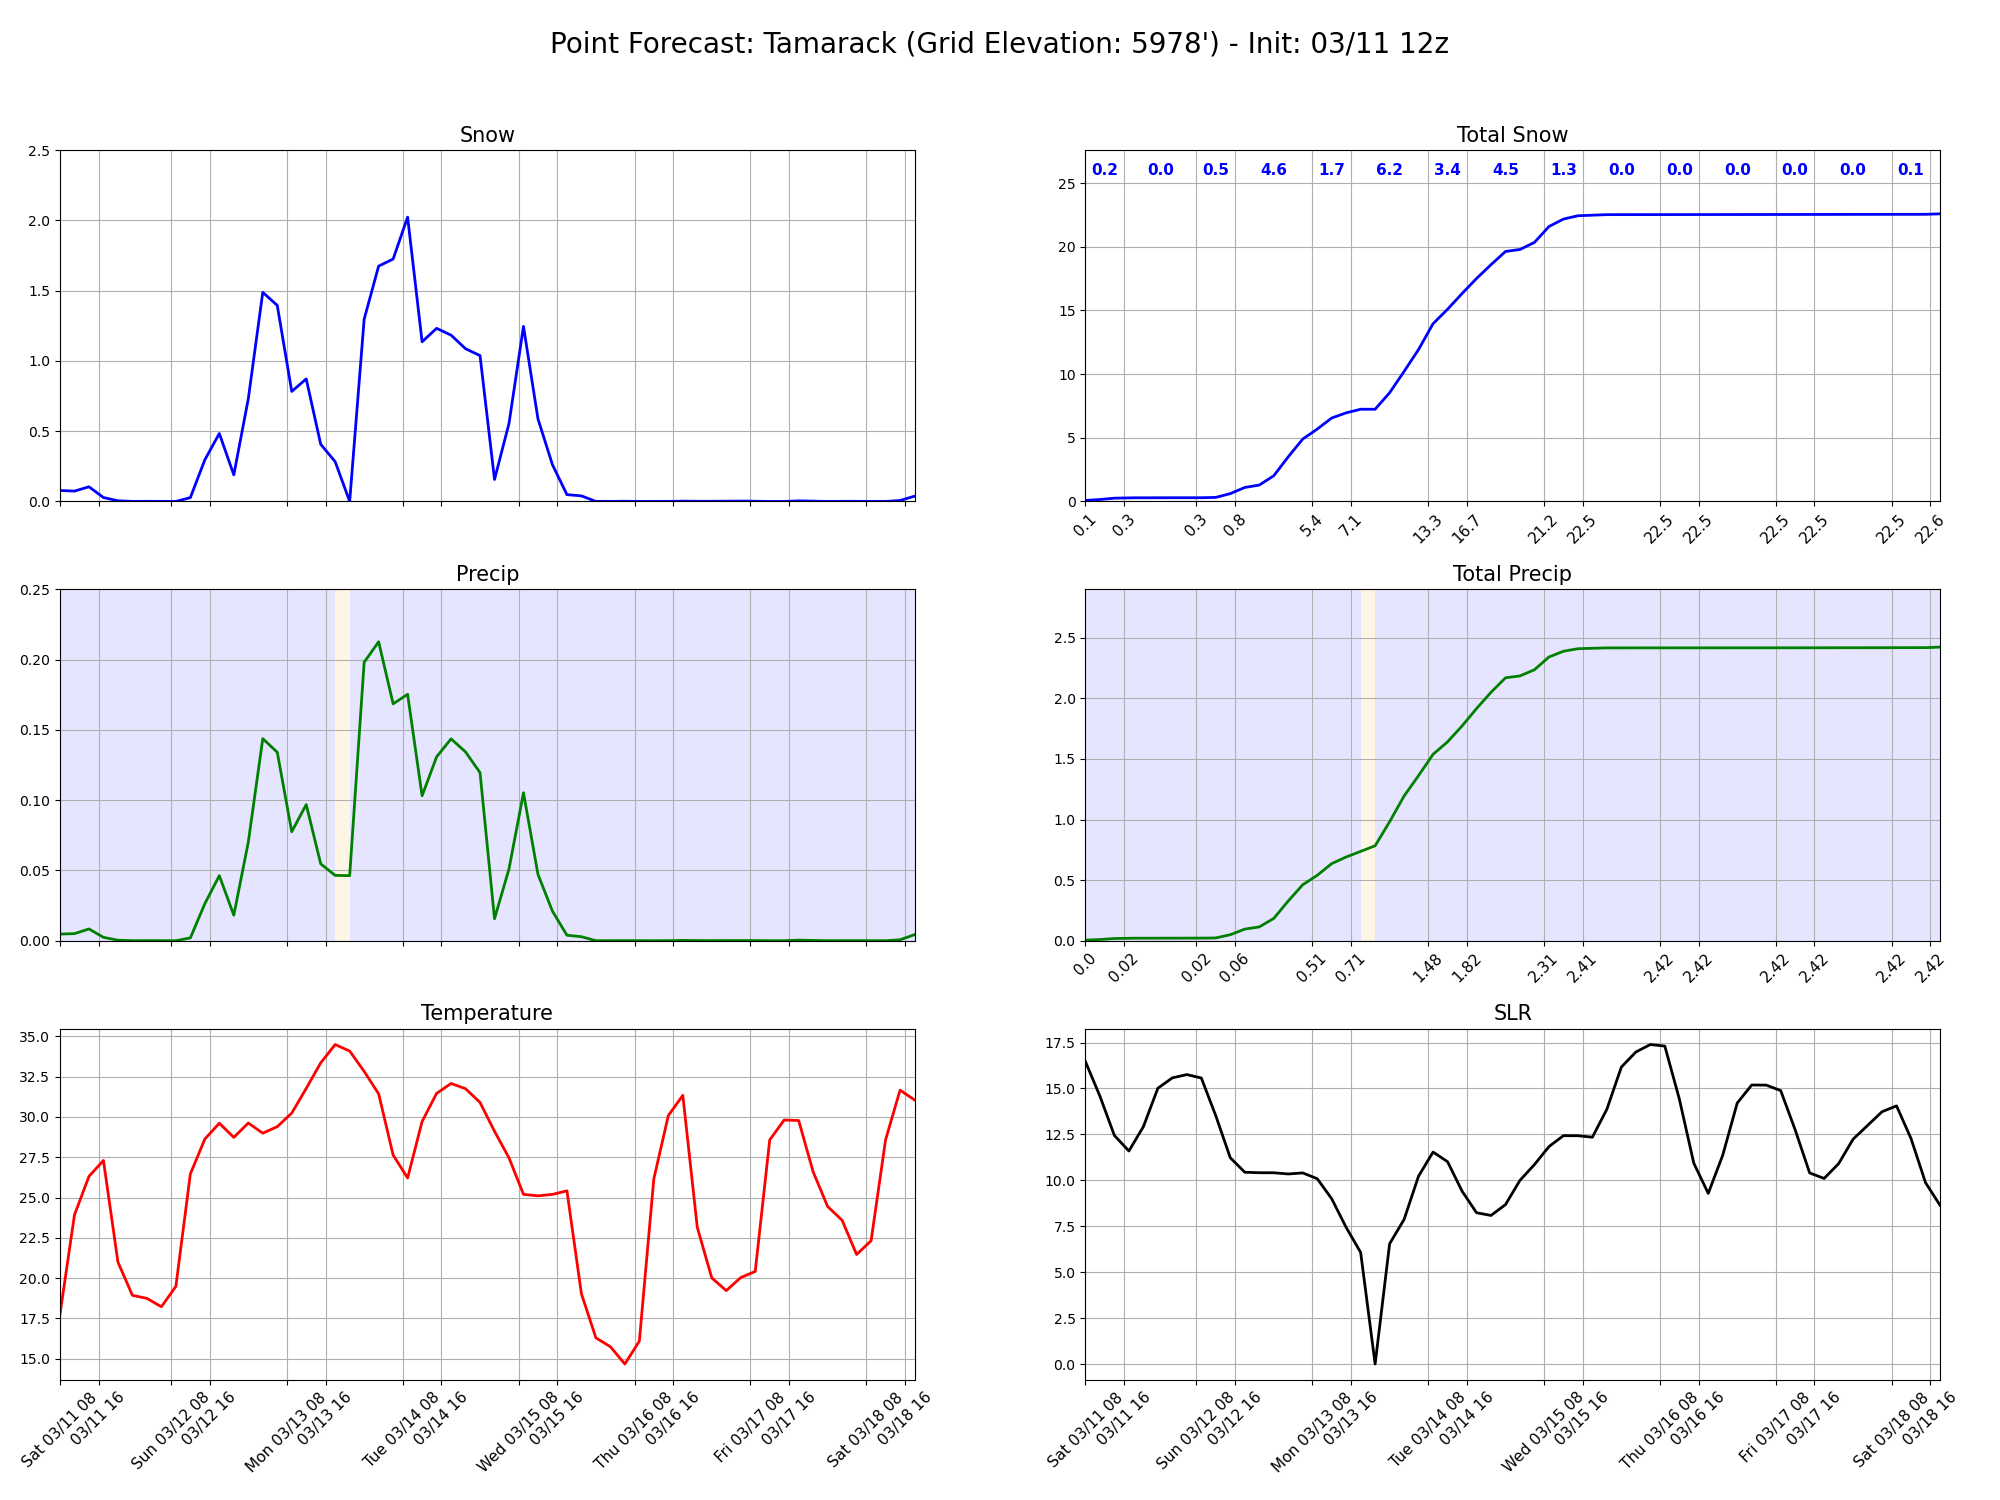 Point Forecast: Tamarack (Grid Elevation: 5978') - Init: 03/11 12z
Snow
2.5
2.0
1.5
1.0
0.5
0.0
Total Snow
0.2 0.0 0.5 4.6 1.7 6.2 3.4 4.5 1.3 0.0 0.0 0.0 0.0 0.0 0.1
25
20
15
10
5
0
0.1 0.3 0.3 0.8 5.4 7.1 13.3 16.7 21.2 22.5 22.5 22.5 22.5 22.5 22.5 22.6
Precip
0.25
0.20
0.15
0.10
0.05
0.00
Total Precip
2.5
2.0
1.5
1.0
0.5
0.0
0.0 0.02 0.02 0.06 0.51 0.71 1.48 1.82 2.31 2.41 2.42 2.42 2.42 2.42 2.42 2.42
Temperature
35.0
32.5
30.0
27.5
25.0
22.5
20.0
17.5
15.0
Sat 03/11 08
03/11 16
Sun 03/12 08
03/12 16
Mon 03/13 08
03/13 16
Tue 03/14 08
03/14 16
Wed 03/15 08
03/15 16
Thu 03/16 08
03/16 16
Fri 03/17 08
03/17 16
Sat 03/18 08
03/18 16
SLR
17.5
15.0
12.5
10.0
7.5
5.0
2.5
0.0
Sat 03/11 08
03/11 16
Sun 03/12 08
03/12 16
Mon 03/13 08
03/13 16
Tue 03/14 08
03/14 16
Wed 03/15 08
03/15 16
Thu 03/16 08
03/16 16
Fri 03/17 08
03/17 16
Sat 03/18 08
03/18 16